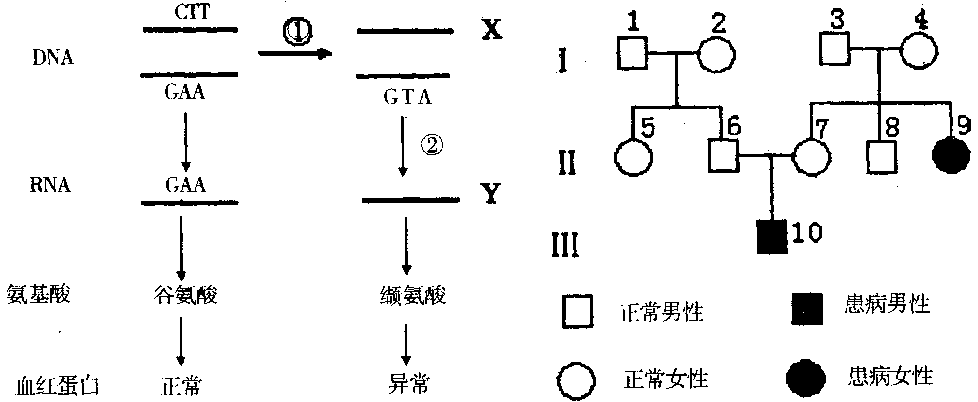 CTT
① X
DNA
GAA GTA
②
RNA GAA Y
氨基酸 谷氨酸 缬氨酸
血红蛋白 正常 异常
1 2 3 4
I
5 6 7 8 9
II
10
III
正常男性 患病男性
正常女性 患病女性